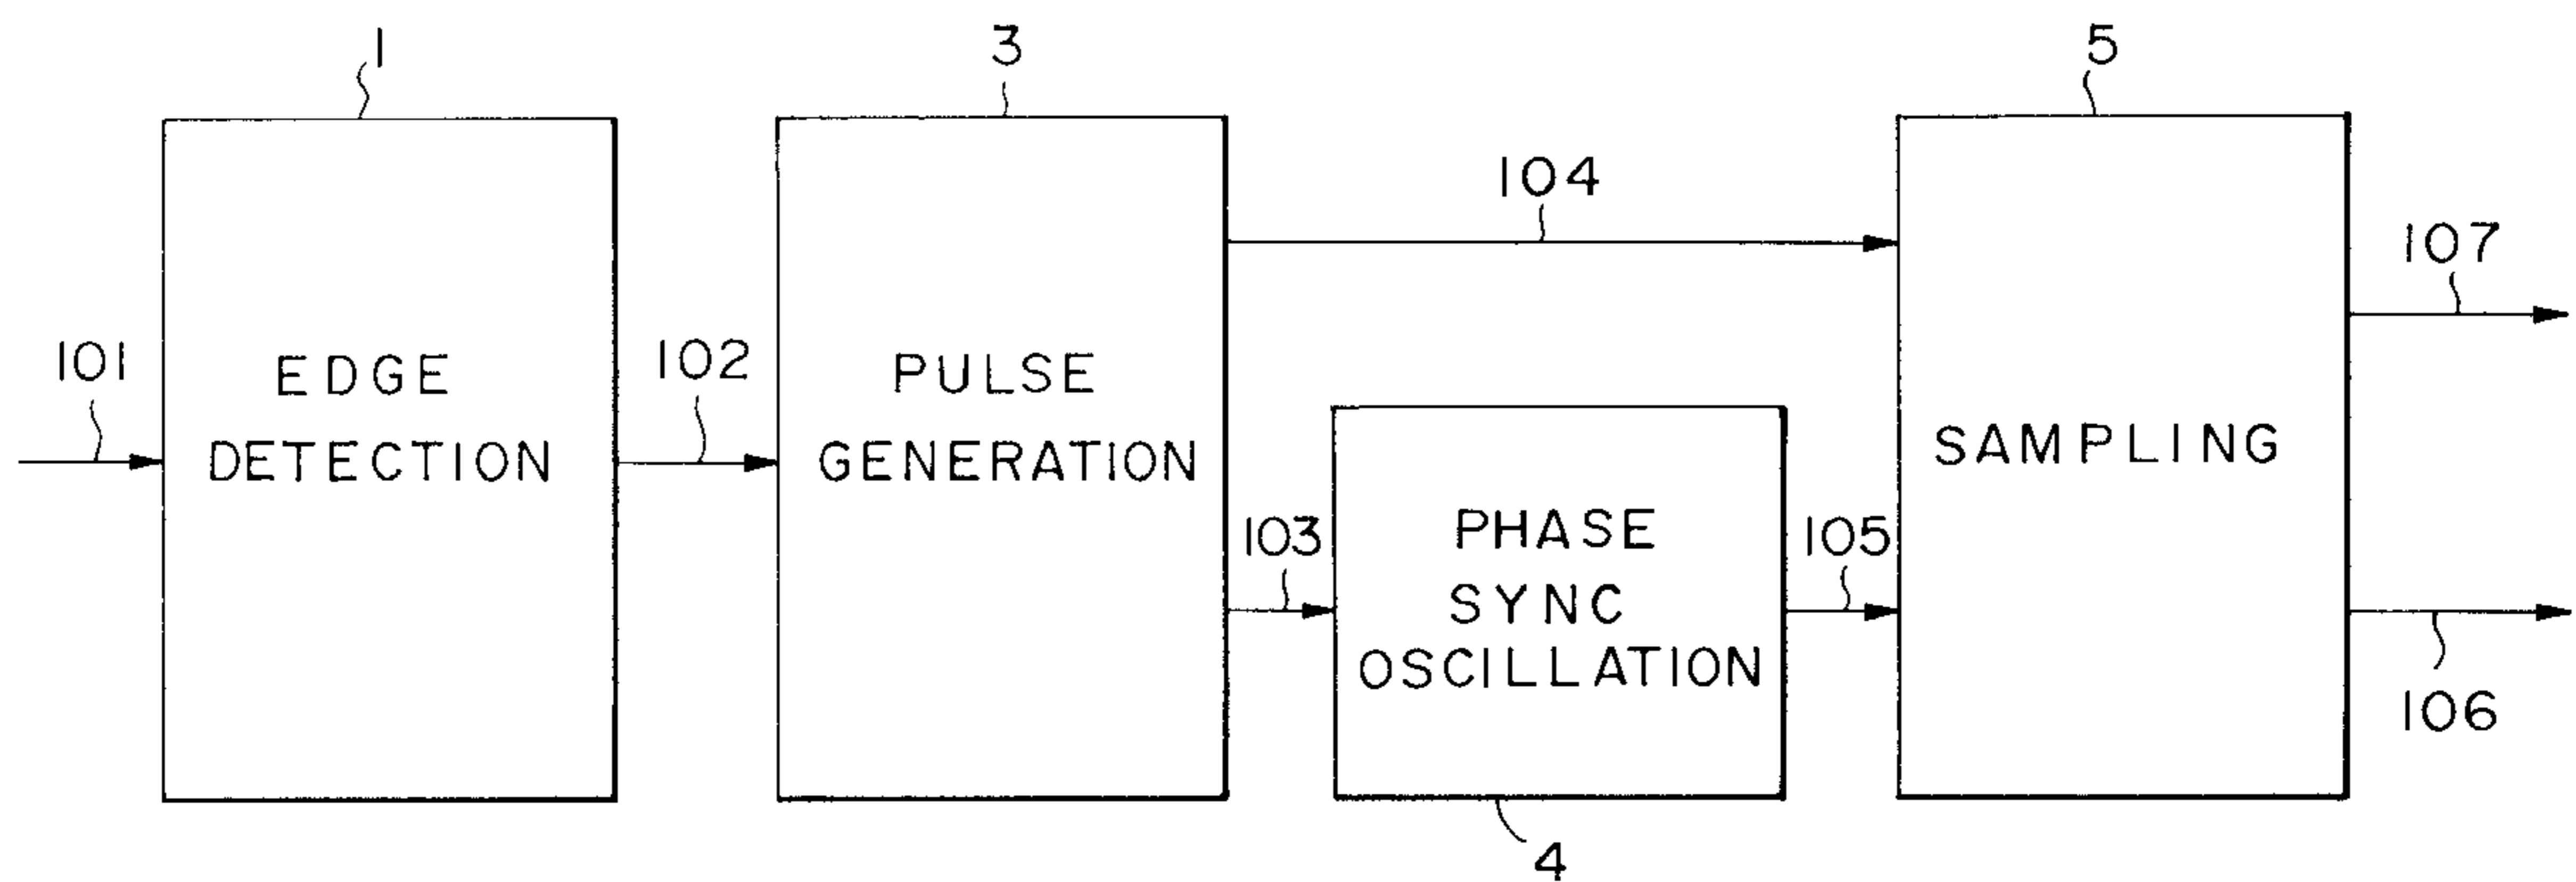 1
3
5
104
107
101
EDGE
DETECTION
102
PULSE
GENERATION
SAMPLING
103
PHASE
SYNC
OSCILLATION
105
106
4